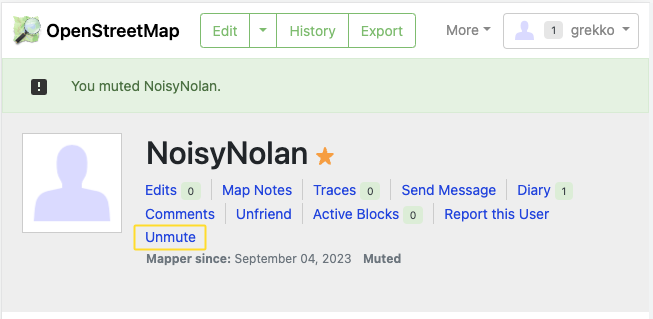 OpenStreetMap Edit History Export More 1 grekko
You muted NoisyNolan.
NoisyNolan
Edits 0 Map Notes Traces 0 Send Message Diary 1
Comments Unfriend Active Blocks 0 Report this User
Unmute
Mapper since: September 04, 2023 Muted